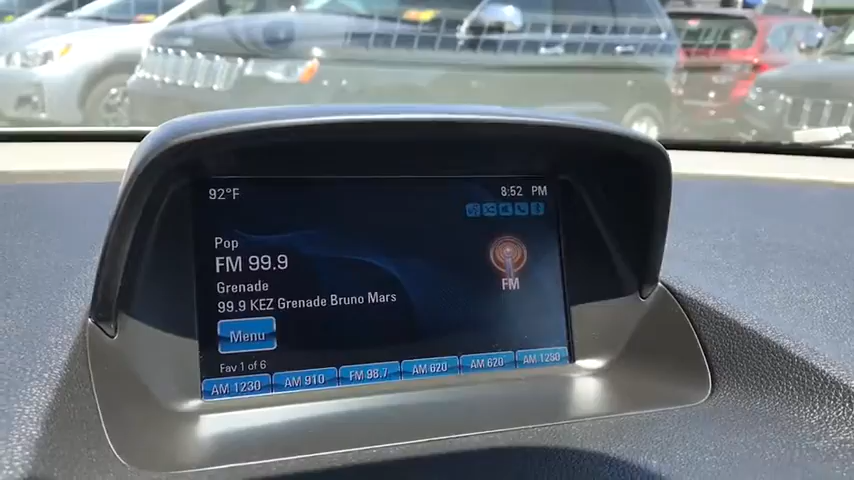 92°F
8:52 PM
Pop
FM 99.9
Grenade
99.9 KEZ Grenade Bruno Mars
FM
Menu
Fav 1 of 6
AM 1230
AM 910
FM 98.7
AM 620
AM 620
AM 1280